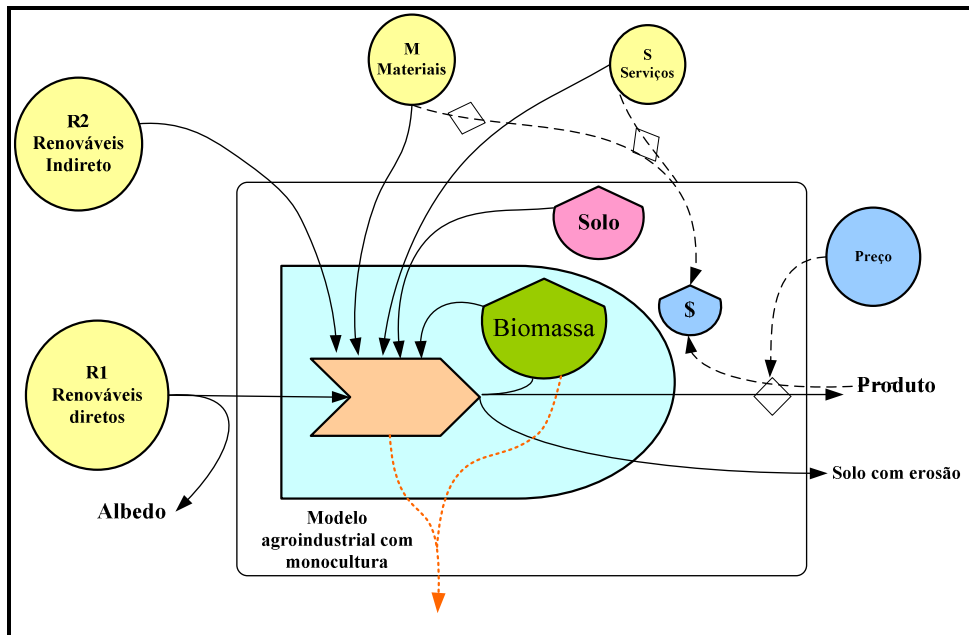 M
Materiais
S
Serviços
R2
Renováveis
Indireto
Solo
Preço
$
Biomassa
R1
Renováveis
diretos
Produto
Solo com erosão
Albedo
Modelo
agroindustrial com
monocultura